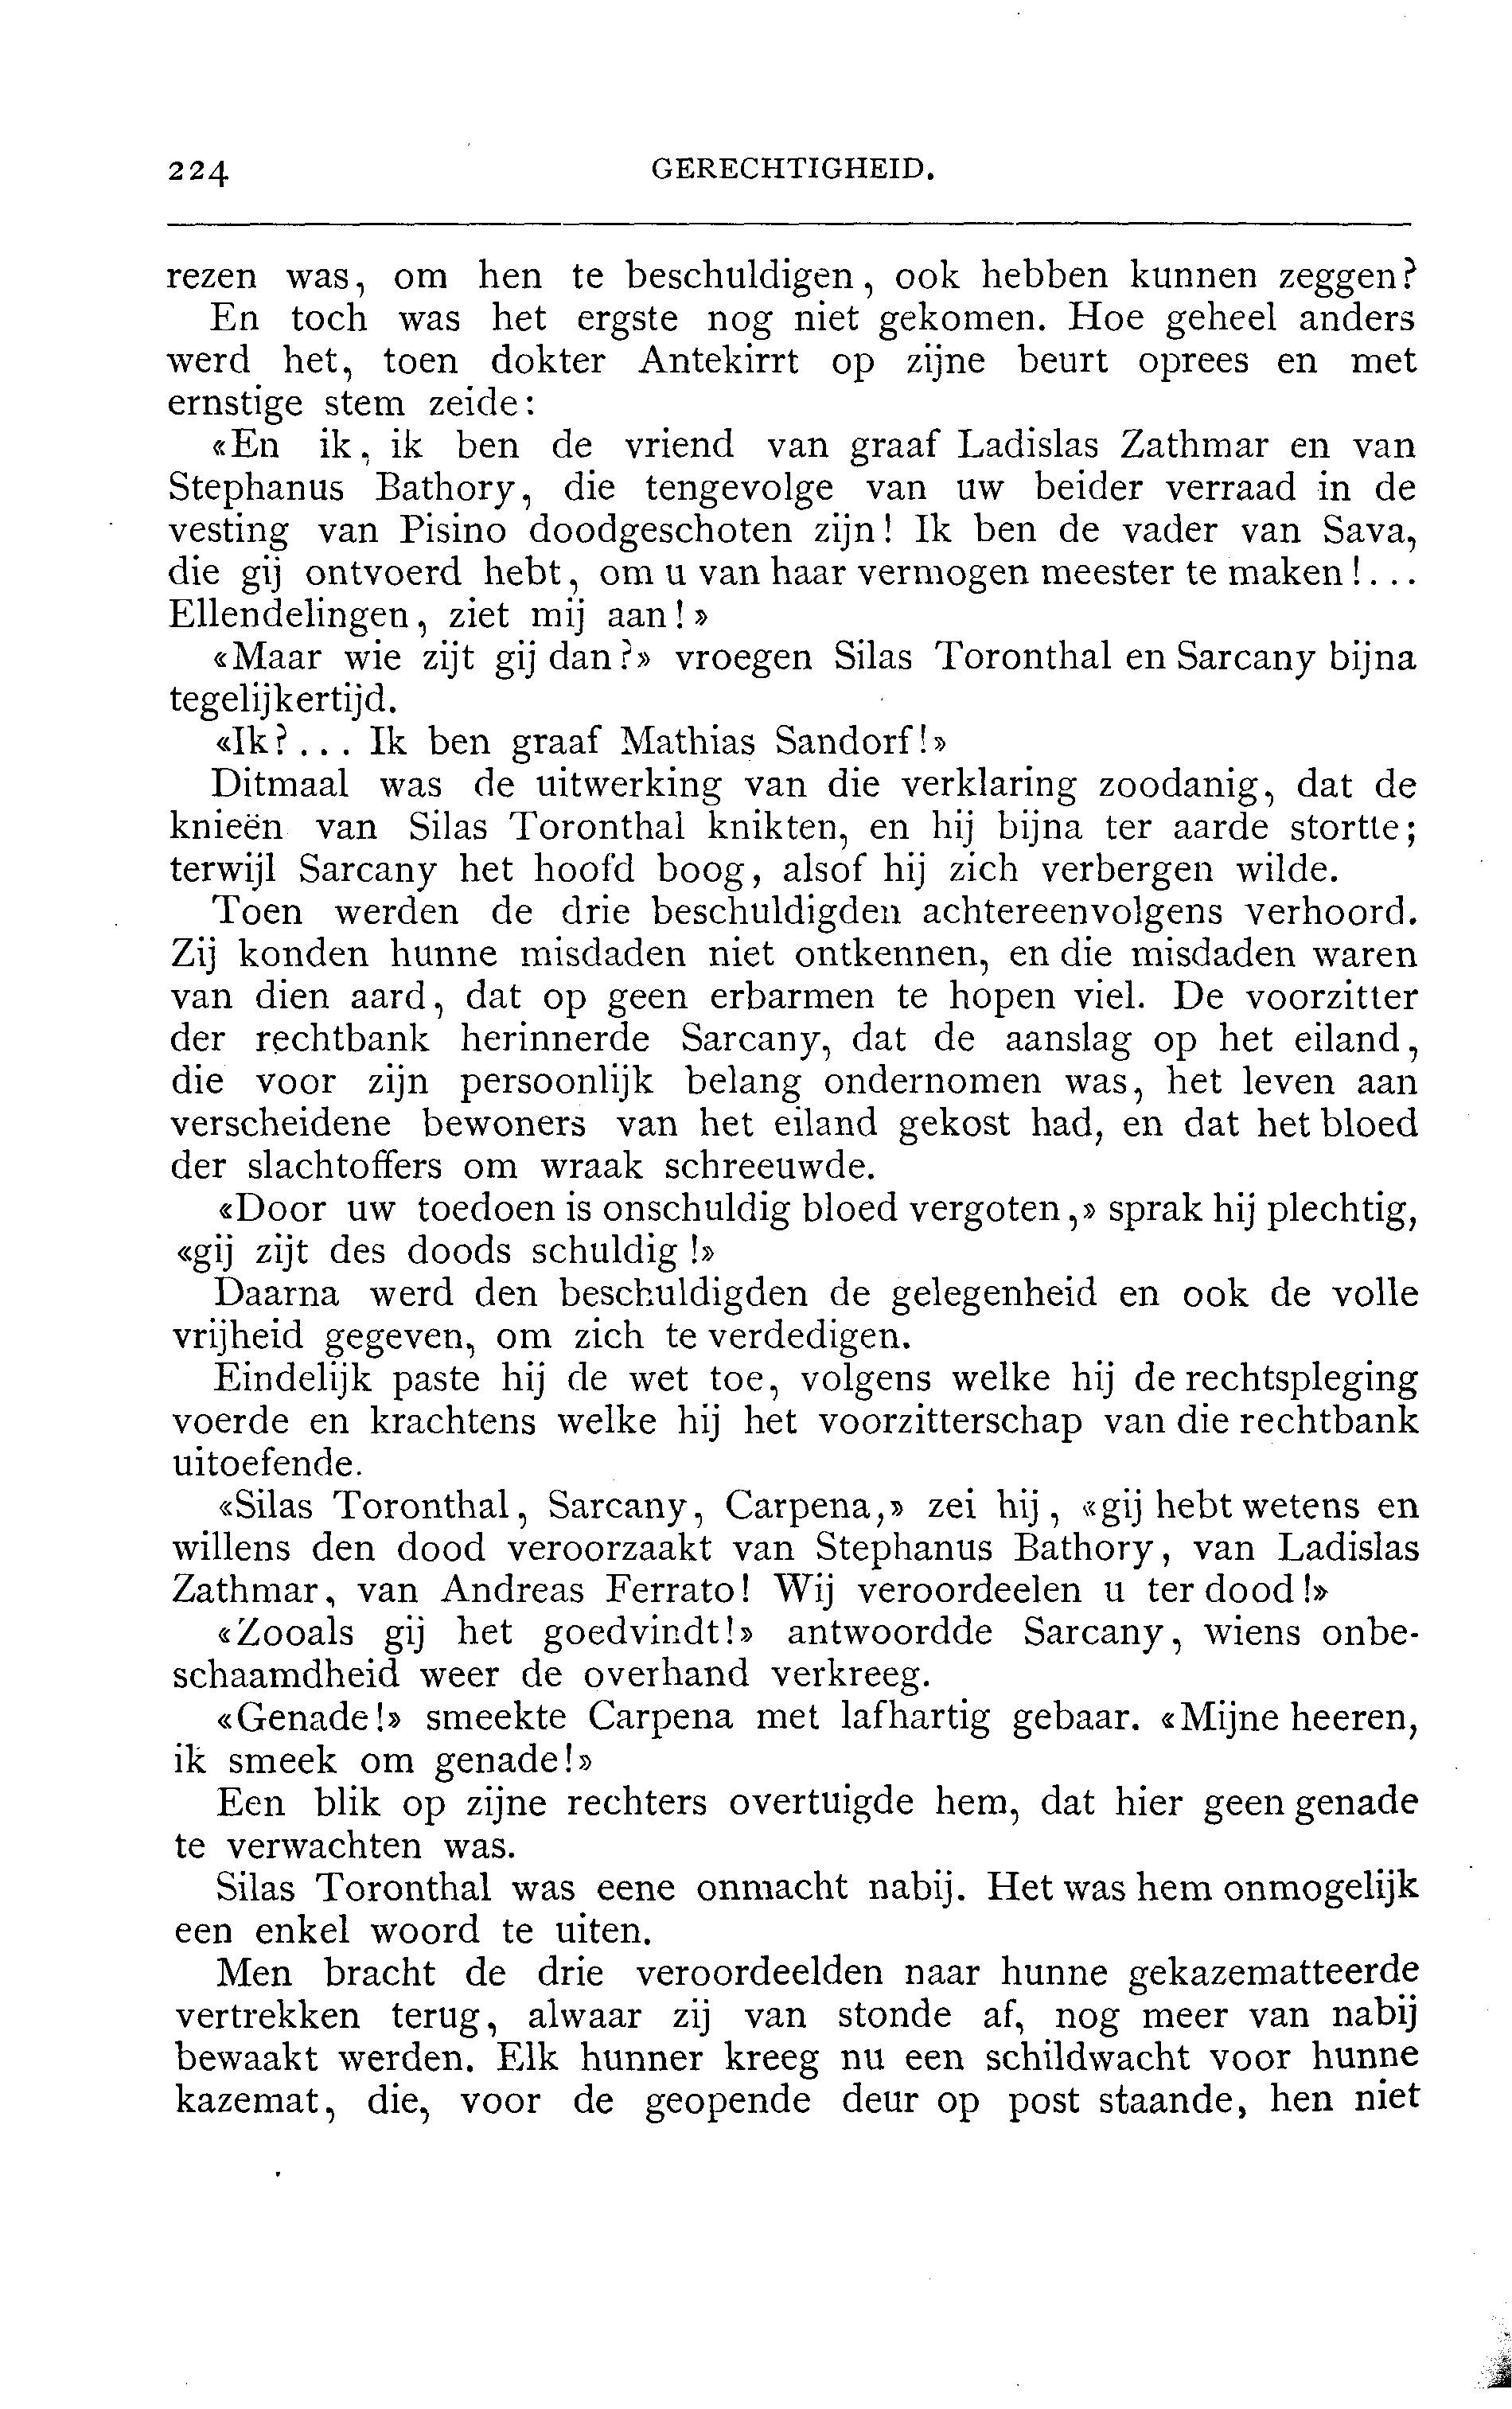 224 GERECHTIGHEID.
rezen was, om hen te beschuldigen, ook hebben kunnen zeggen?
En toch was het ergste nog niet gekomen. Hoe geheel anders
werd het, toen dokter Antekirrt op zijne beurt oprees en met
ernstige stem zeide:
«En ik, ik ben de vriend van graaf Ladislas Zathmar en van
Stephanus Bathory, die tengevolge van uw beider verraad in de
vesting van Pisino doodgeschoten zijn! Ik ben de vader van Sava,
die gij ontvoerd hebt, om u van haar vermogen meester te maken!...
Ellendelingen, ziet mij aan!»
«Maar wie zijt gij dan?» vroegen Silas Toronthal en Sarcany bijna
tegelijkertijd.
«Ik?... Ik ben graaf Mathias Sandorf!»
Ditmaal was de uitwerking van die verklaring zoodanig, dat de
knieën van Silas Toronthal knikten, en hij bijna ter aarde stortte;
terwijl Sarcany het hoofd boog, alsof hij zich verbergen wilde.
Toen werden de drie beschuldigden achtereenvolgens verhoord.
Zij konden hunne misdaden niet ontkennen, en die misdaden waren
van dien aard, dat op geen erbarmen te hopen viel. De voorzitter
der rechtbank herinnerde Sarcany, dat de aanslag op het eiland,
die voor zijn persoonlijk belang ondernomen was, het leven aan
verscheidene bewoners van het eiland gekost had, en dat het bloed
der slachtoffers om wraak schreeuwde.
«Door uw toedoen is onschuldig bloed vergoten,» sprak hij plechtig,
«gij zijt des doods schuldig!»
Daarna werd den beschuldigden de gelegenheid en ook de volle
vrijheid gegeven, om zich te verdedigen.
Eindelijk paste hij de wet toe, volgens welke hij de rechtspleging
voerde en krachtens welke hij het voorzitterschap van die rechtbank
uitoefende.
«Silas Toronthal, Sarcany, Carpena,» zei hij, «gij hebt wetens en
willens den dood veroorzaakt van Stephanus Bathory, van Ladislas
Zathmar, van Andreas Ferrato! Wij veroordeelen u ter dood!»
«Zooals gij het goedvindt!» antwoordde Sarcany, wiens onbe-
schaamdheid weer de overhand verkreeg.
«Genade!» smeekte Carpena met lafhartig gebaar. «Mijne heeren,
ik smeek om genade!»
Een blik op zijne rechters overtuigde hem, dat hier geen genade
te verwachten was.
Silas Toronthal was eene onmacht nabij. Het was hem onmogelijk
een enkel woord te uiten.
Men bracht de drie veroordeelden naar hunne gekazematteerde
vertrekken terug, alwaar zij van stonde af, nog meer van nabij
bewaakt werden. Elk hunner kreeg nu een schildwacht voor hunne
kazemat, die, voor de geopende deur op post staande, hen niet